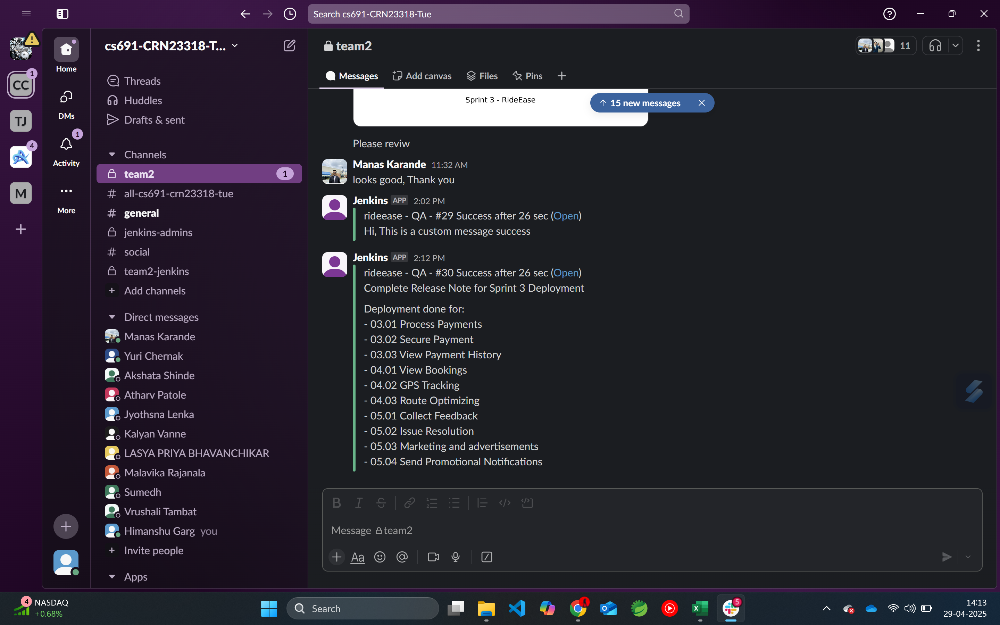 Search cs691-CRN23318-Tue
cs691-CRN23318-T...
team2
11
1
CC
TJ
4
M
Home
DMs
1
Activity
More
Threads
Huddles
Drafts & sent
Channels
team2 1
all-cs691-crn23318-tue
general
jenkins-admins
social
team2-jenkins
Add channels
Direct messages
Manas Karande
Yuri Chernak
Akshata Shinde
Atharv Patole
Jyothsna Lenka
Kalyan Vanne
LASYA PRIYA BHAVANCHIKAR
Malavika Rajanala
Sumedh
Vrushali Tambat
Himanshu Garg you
Invite people
Apps
Messages Add canvas Files Pins
Sprint 3 - RideEase
15 new messages
Please reviw
Manas Karande 11:32 AM
looks good, Thank you
Jenkins APP 2:02 PM
rideease - QA - #29 Success after 26 sec (Open)
Hi, This is a custom message success
Jenkins APP 2:12 PM
rideease - QA - #30 Success after 26 sec (Open)
Complete Release Note for Sprint 3 Deployment
Deployment done for:
- 03.01 Process Payments
- 03.02 Secure Payment
- 03.03 View Payment History
- 04.01 View Bookings
- 04.02 GPS Tracking
- 04.03 Route Optimizing
- 05.01 Collect Feedback
- 05.02 Issue Resolution
- 05.03 Marketing and advertisements
- 05.04 Send Promotional Notifications
Message team2
Aa
4
NASDAQ
+0.68%
Search
5
14:13
29-04-2025